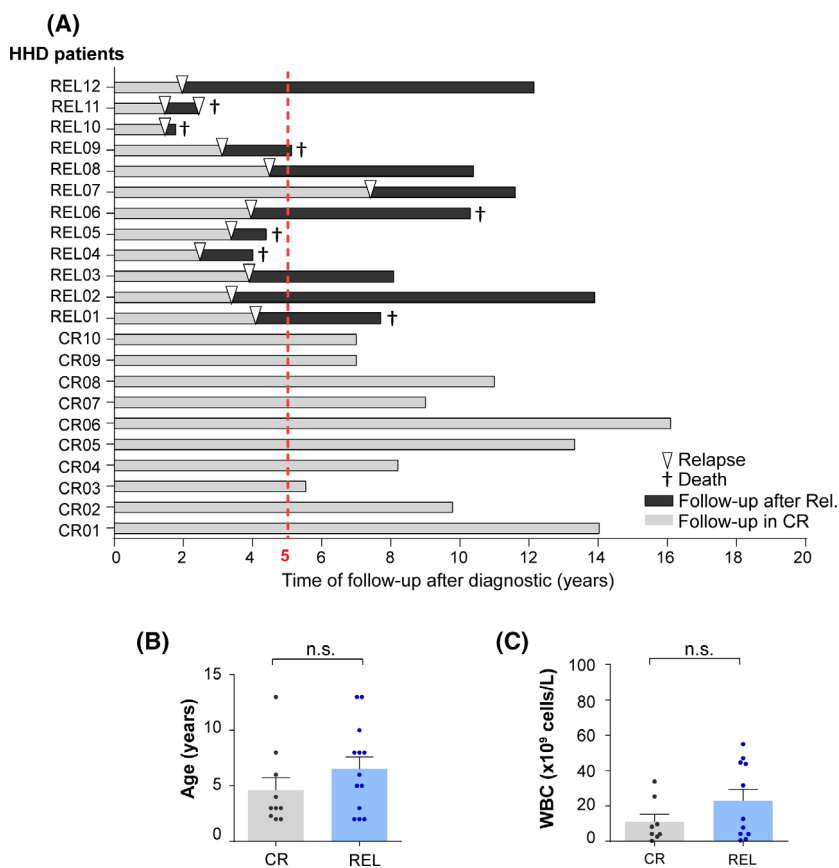 (A)
HHD patients
REL12
REL11 †
REL10 †
REL09 †
REL08
REL07
REL06 †
REL05 †
REL04 †
REL03
REL02
REL01 †
CR10
CR09
CR08
CR07
CR06
CR05
CR04
CR03
CR02
CR01
Relapse
† Death
Follow-up after Rel.
Follow-up in CR
0 2 4 5 6 8 10 12 14 16 18 20
Time of follow-up after diagnostic (years)
(B)
n.s.
15
10
5
0
Age (years)
CR REL
(C)
n.s.
100
80
60
40
20
0
WBC (x10⁹ cells/L)
CR REL